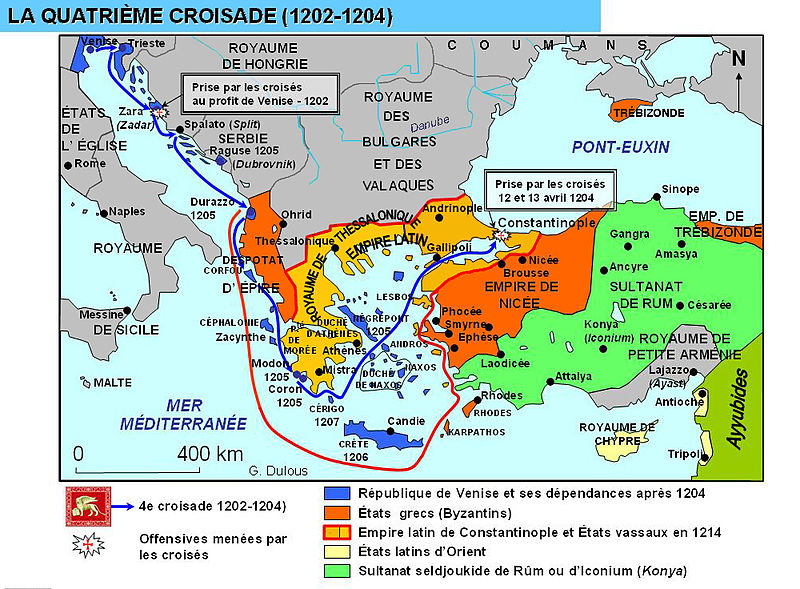 LA QUATRIÈME CROISADE (1202-1204)
Venise
Trieste
ROYAUME
DE HONGRIE
C O U M A N S
N
Prise par les croisés
au profit de Venise - 1202
ÉTATS
DE
L' ÉGLISE
Zara
(Zadar)
Spalato (Split)
SERBIE
Raguse 1205
(Dubrovnik)
ROYAUME
DES
BULGARES
ET DES
VALAQUES
Danube
TRÉBIZONDE
PONT-EUXIN
Rome
Prise par les croisés
12 et 13 avril 1204
Sinope
Durazzo
1205
Naples
Ohrid
Andrinople
Constantinople
EMP. DE
TRÉBIZONDE
Gangra
Amasya
Thessalonique
ROYAUME DE THESSALONIQUE
EMPIRE LATIN
Gallipoli
ROYAUME
DESPOTAT
D' ÉPIRE
CORFOU
Nicée
Brousse
Ancyre
EMPIRE DE
NICÉE
SULTANAT
DE RUM
Césarée
LESBOS
Messine
DE SICILE
CÉPHALONIE
Zacynthe
Pté
DE
MORÉE
DUCHÉ
D'ATHÈNES
NÉGREPONT
1205
Phocée
Smyrne
Ephèse
Konya
(Iconium)
ROYAUME DE
PETITE ARMÉNIE
Athènes
ANDROS
Laodicée
Modon
1205
Coron
1205
Mistra
DUCHÉ
DE NAXOS
NAXOS
Attalya
Lajazzo
(Ayast)
MALTE
Rhodes
RHODES
Antioche
Ayyubides
MER
MÉDITERRANÉE
CÉRIGO
1207
Candie
KARPATHOS
ROYAUME DE
CHYPRE
CRÈTE
1206
Tripoli
0 400 km
G. Dulous
4e croisade 1202-1204)
Offensives menées par
les croisés
République de Venise et ses dépendances après 1204
États grecs (Byzantins)
Empire latin de Constantinople et États vassaux en 1214
États latins d'Orient
Sultanat seldjoukide de Rûm ou d'Iconium (Konya)